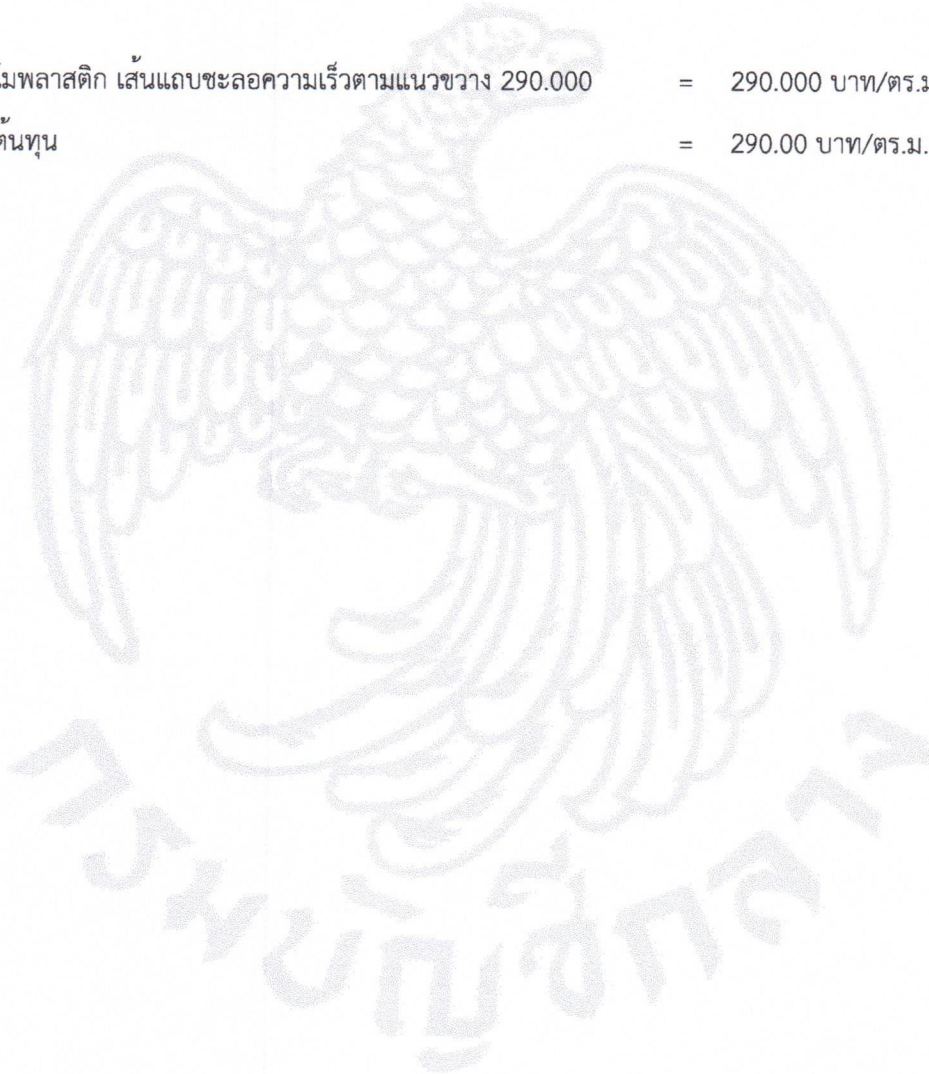 โมพลาสติก เส้นแถบชะลอความเร็วตามแนวขวาง 290.000 = 290.000 บาท/ตร.ม
ต้นทุน = 290.00 บาท/ตร.ม.
กรมบัญชีกลาง